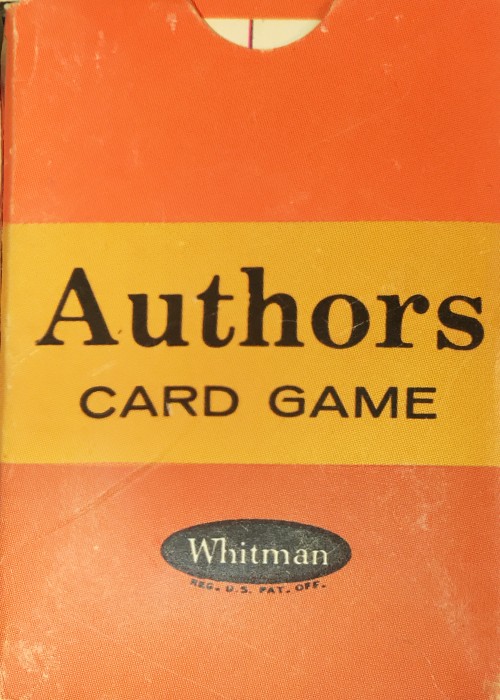 Authors
CARD GAME
Whitman
REG. U.S. PAT. OFF.